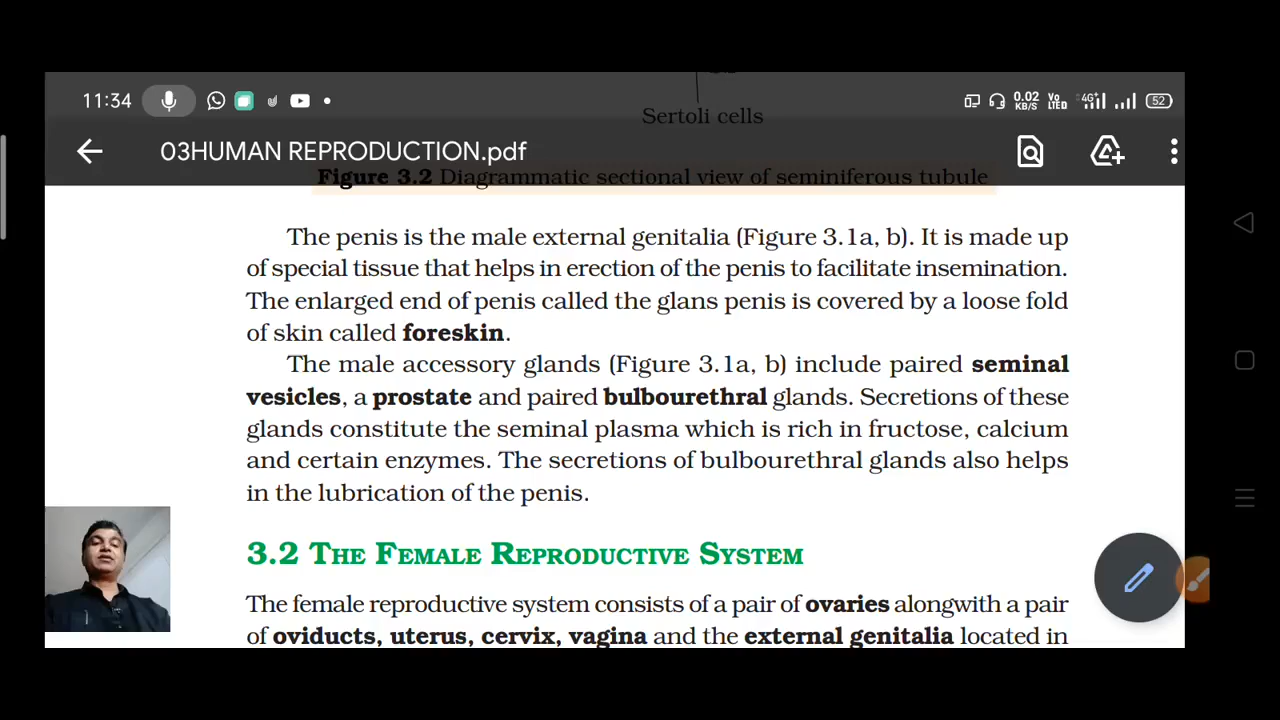 Sertoli cells
11:34
0.02 KB/S Vo LTED 4G+ 52
03HUMAN REPRODUCTION.pdf
Figure 3.2 Diagrammatic sectional view of seminiferous tubule
The penis is the male external genitalia (Figure 3.1a, b). It is made up
of special tissue that helps in erection of the penis to facilitate insemination.
The enlarged end of penis called the glans penis is covered by a loose fold
of skin called foreskin.
The male accessory glands (Figure 3.1a, b) include paired seminal
vesicles, a prostate and paired bulbourethral glands. Secretions of these
glands constitute the seminal plasma which is rich in fructose, calcium
and certain enzymes. The secretions of bulbourethral glands also helps
in the lubrication of the penis.
3.2 THE FEMALE REPRODUCTIVE SYSTEM
The female reproductive system consists of a pair of ovaries alongwith a pair
of oviducts, uterus, cervix, vagina and the external genitalia located in